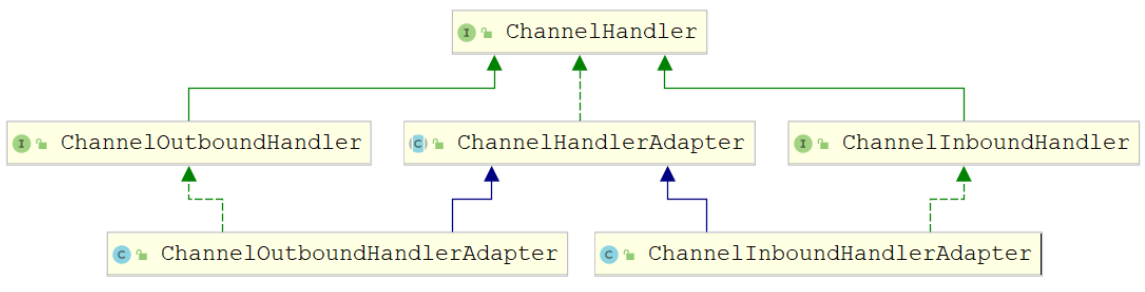 I ChannelHandler
I ChannelOutboundHandler
C ChannelHandlerAdapter
I ChannelInboundHandler
C ChannelOutboundHandlerAdapter
C ChannelInboundHandlerAdapter